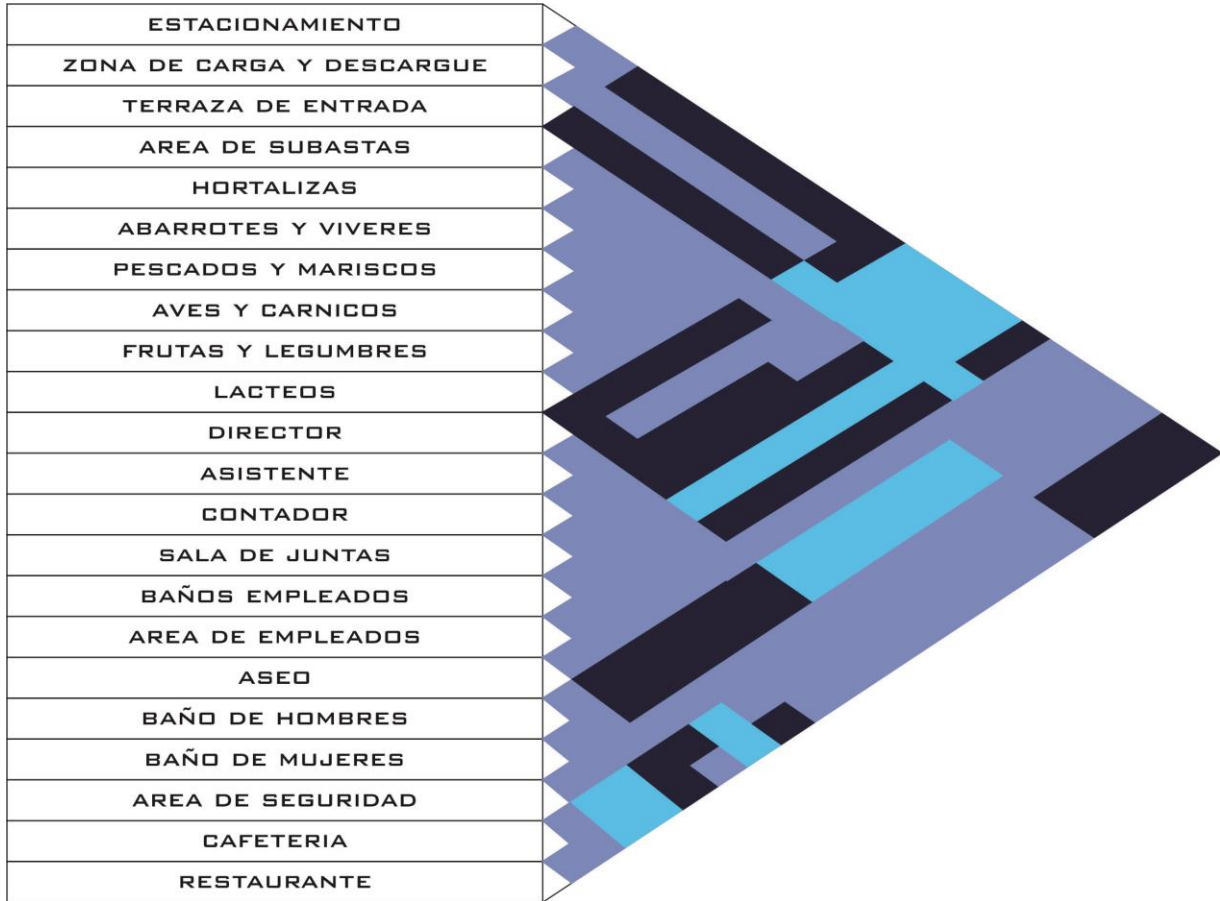 ESTACIONAMIENTO
ZONA DE CARGA Y DESCARGUE
TERRAZA DE ENTRADA
AREA DE SUBASTAS
HORTALIZAS
ABARROTES Y VIVERES
PESCADOS Y MARISCOS
AVES Y CARNICOS
FRUTAS Y LEGUMBRES
LACTEOS
DIRECTOR
ASISTENTE
CONTADOR
SALA DE JUNTAS
BAÑOS EMPLEADOS
AREA DE EMPLEADOS
ASEO
BAÑO DE HOMBRES
BAÑO DE MUJERES
AREA DE SEGURIDAD
CAFETERIA
RESTAURANTE